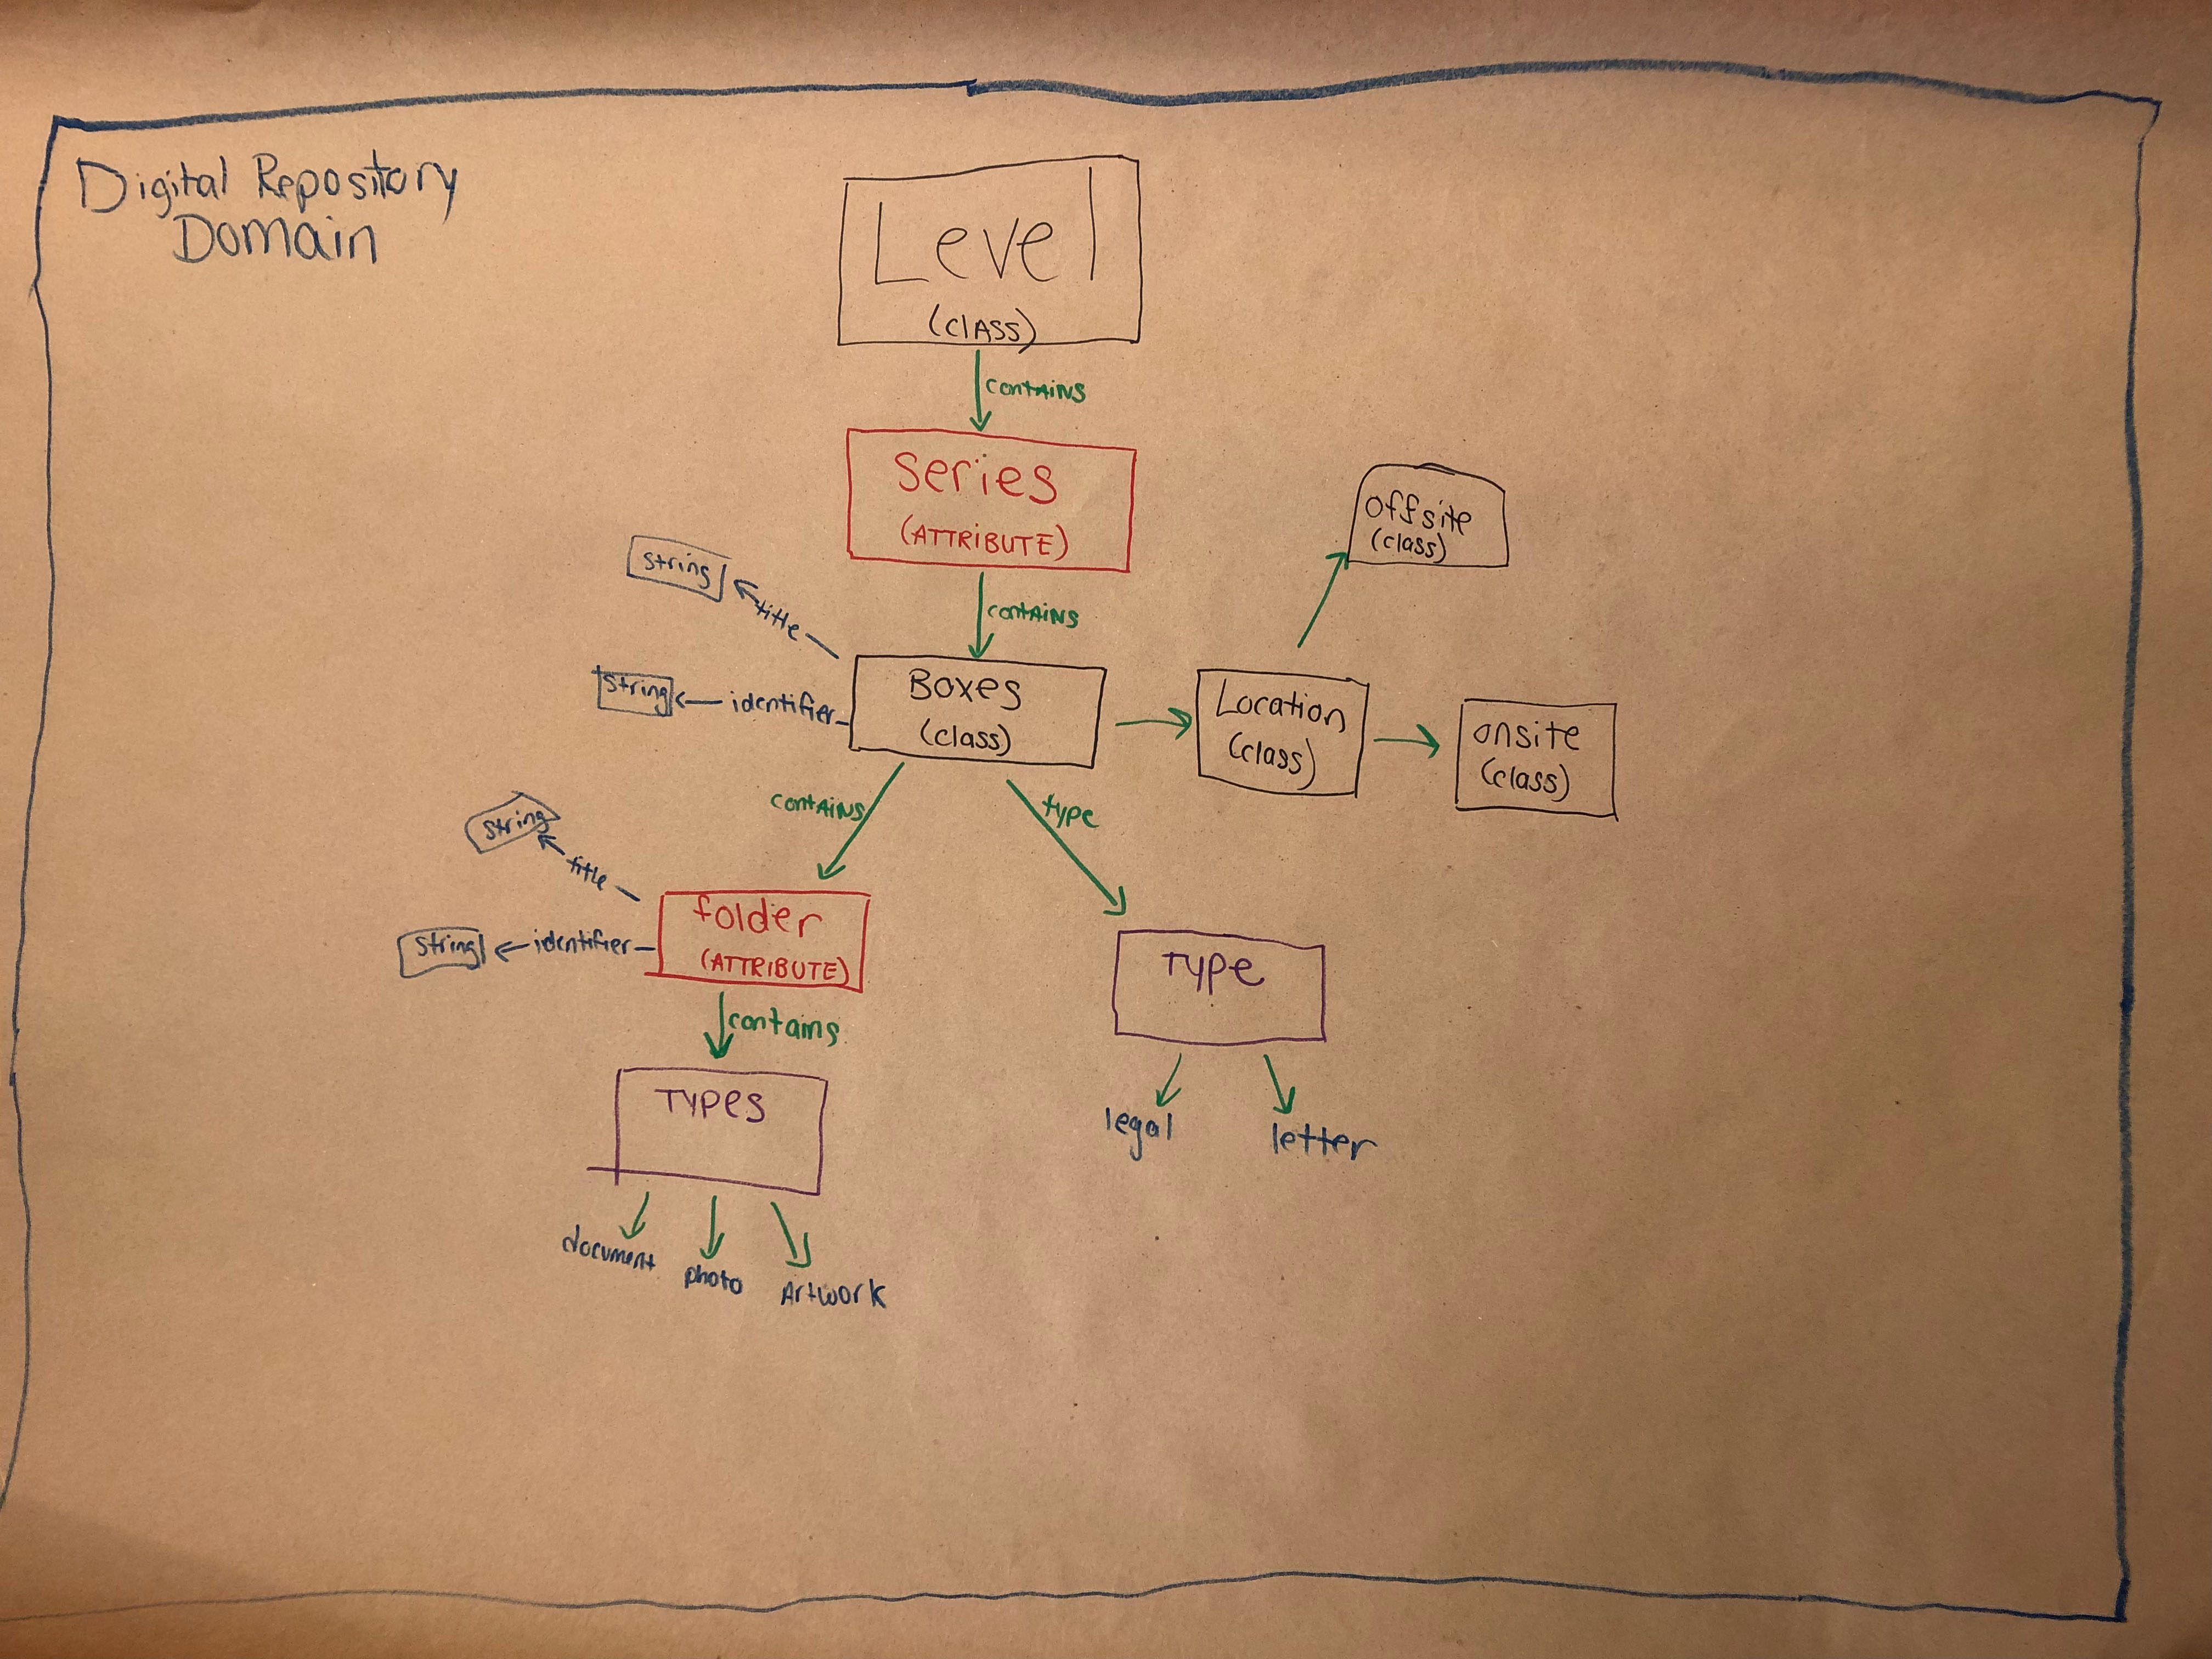 Digital Repository
Domain
Level
(CLASS)
contAiNS
Series
(ATTRIBUTE)
contAiNS
string
title
string
identifier
Boxes
(class)
Location
(class)
offsite
(class)
onsite
(class)
contAiNS
type
string
title
string
identifier
folder
(ATTRIBUTE)
contains
TYPe
legal
letter
TYPes
document
photo
Artwork